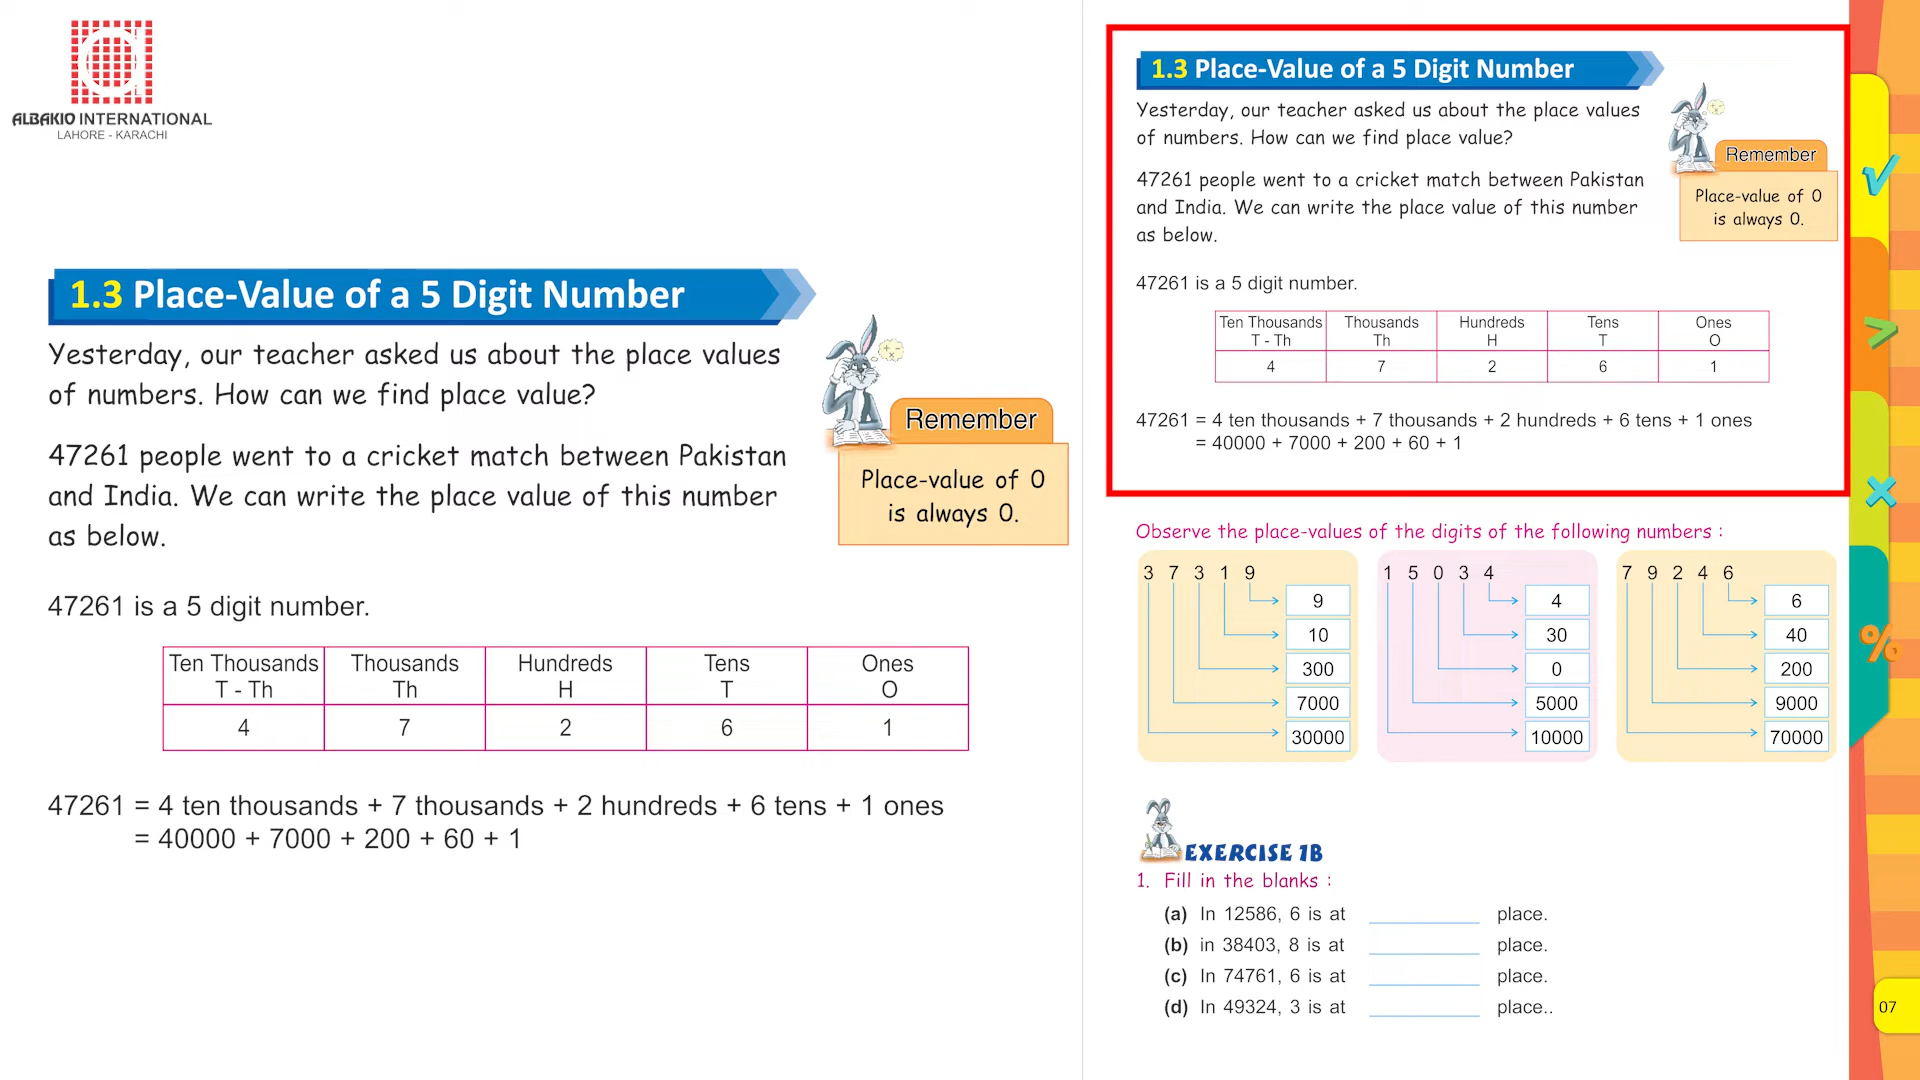 ALBAKIO INTERNATIONAL
LAHORE - KARACHI
1.3 Place-Value of a 5 Digit Number
Yesterday, our teacher asked us about the place values
of numbers. How can we find place value?
47261 people went to a cricket match between Pakistan
and India. We can write the place value of this number
as below.
Remember
Place-value of 0
is always 0.
47261 is a 5 digit number.
Ten Thousands Thousands Hundreds Tens Ones
T - Th Th H T O
4 7 2 6 1
47261 = 4 ten thousands + 7 thousands + 2 hundreds + 6 tens + 1 ones
= 40000 + 7000 + 200 + 60 + 1
1.3 Place-Value of a 5 Digit Number
Yesterday, our teacher asked us about the place values
of numbers. How can we find place value?
47261 people went to a cricket match between Pakistan
and India. We can write the place value of this number
as below.
Remember
Place-value of 0
is always 0.
47261 is a 5 digit number.
Ten Thousands Thousands Hundreds Tens Ones
T - Th Th H T O
4 7 2 6 1
47261 = 4 ten thousands + 7 thousands + 2 hundreds + 6 tens + 1 ones
= 40000 + 7000 + 200 + 60 + 1
Observe the place-values of the digits of the following numbers :
3 7 3 1 9
9
10
300
7000
30000
1 5 0 3 4
4
30
0
5000
10000
7 9 2 4 6
6
40
200
9000
70000
EXERCISE 1B
1. Fill in the blanks :
(a) In 12586, 6 is at ________ place.
(b) in 38403, 8 is at ________ place.
(c) In 74761, 6 is at ________ place.
(d) In 49324, 3 is at ________ place..
√
>
×
%
07